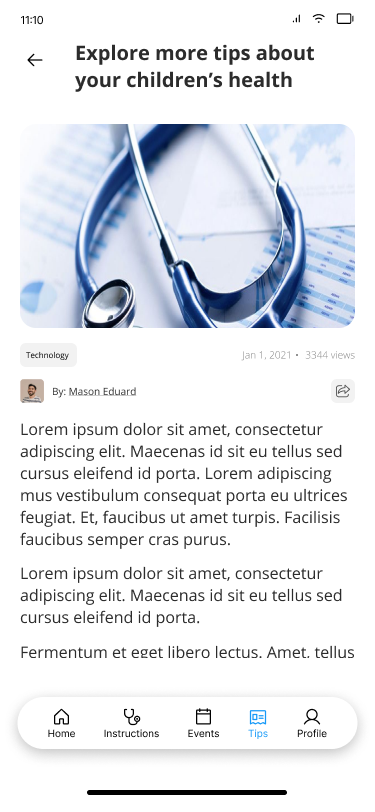 11:10
Explore more tips about
your children's health
Technology
Jan 1, 2021 • 3344 views
By: Mason Eduard
Lorem ipsum dolor sit amet, consectetur
adipiscing elit. Maecenas id sit eu tellus sed
cursus eleifend id porta. Lorem adipiscing
mus vestibulum consequat porta eu ultrices
feugiat. Et, faucibus ut amet turpis. Facilisis
faucibus semper cras purus.
Lorem ipsum dolor sit amet, consectetur
adipiscing elit. Maecenas id sit eu tellus sed
cursus eleifend id porta.
Fermentum et eget libero lectus. Amet, tellus
Home
Instructions
Events
Tips
Profile